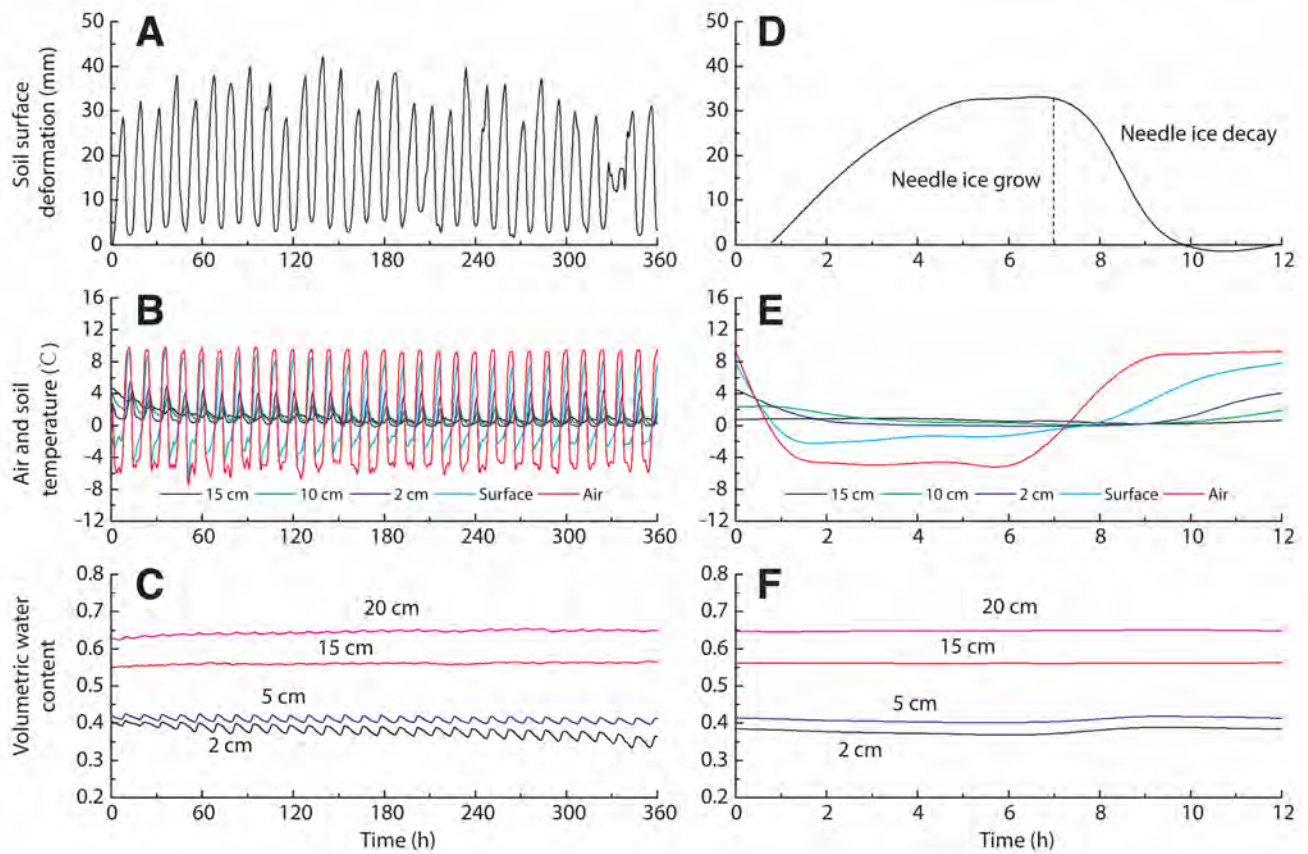 A
Soil surface
deformation (mm)
50
40
30
20
10
0
0 60 120 180 240 300 360
D
50
40
30
20
10
0
Needle ice grow
Needle ice decay
0 2 4 6 8 10 12
B
Air and soil
temperature (℃)
16
12
8
4
0
−4
−8
−12
15 cm 10 cm 2 cm Surface Air
0 60 120 180 240 300 360
E
16
12
8
4
0
−4
−8
−12
15 cm 10 cm 2 cm Surface Air
0 2 4 6 8 10 12
C
Volumetric water
content
0.8
0.7
0.6
0.5
0.4
0.3
0.2
20 cm
15 cm
5 cm
2 cm
0 60 120 180 240 300 360
Time (h)
F
0.8
0.7
0.6
0.5
0.4
0.3
0.2
20 cm
15 cm
5 cm
2 cm
0 2 4 6 8 10 12
Time (h)